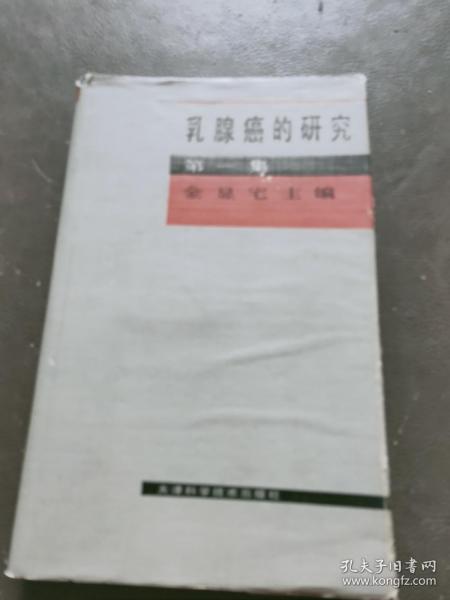 乳腺癌的研究
第一集
金显宅主编
天津科学技术出版社
孔夫子旧书网
www.kongfz.com